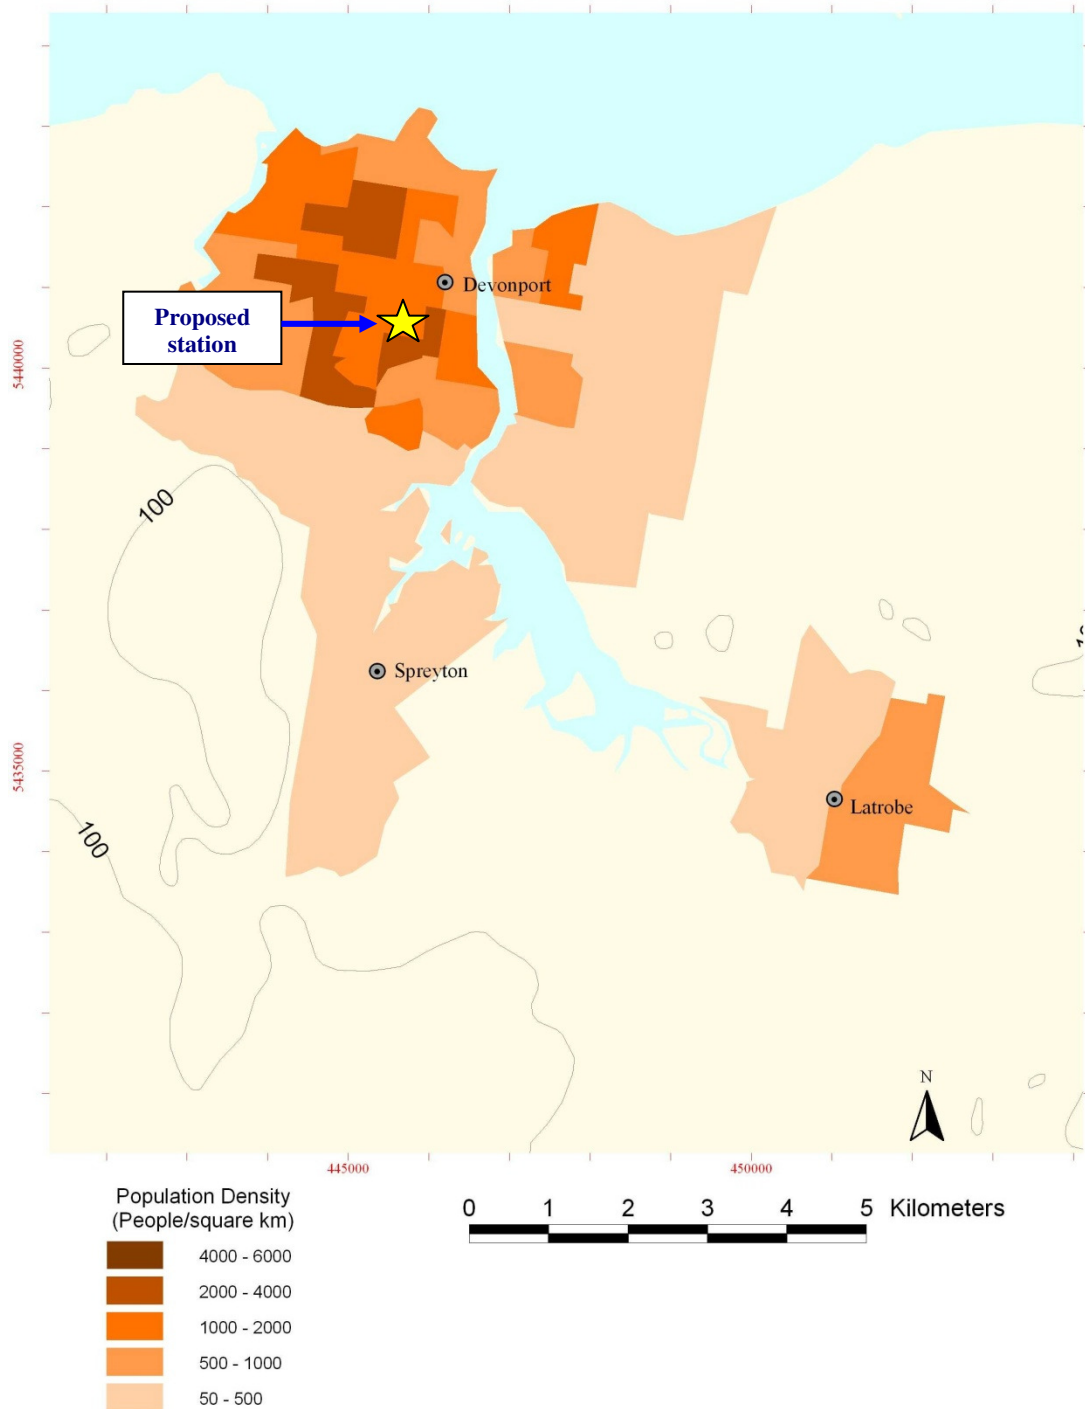 Devonport
Proposed
station
5440000
100
Spreyton
5435000
Latrobe
100
N
445000
450000
Population Density
(People/square km)
0 1 2 3 4 5 Kilometers
4000 - 6000
2000 - 4000
1000 - 2000
500 - 1000
50 - 500